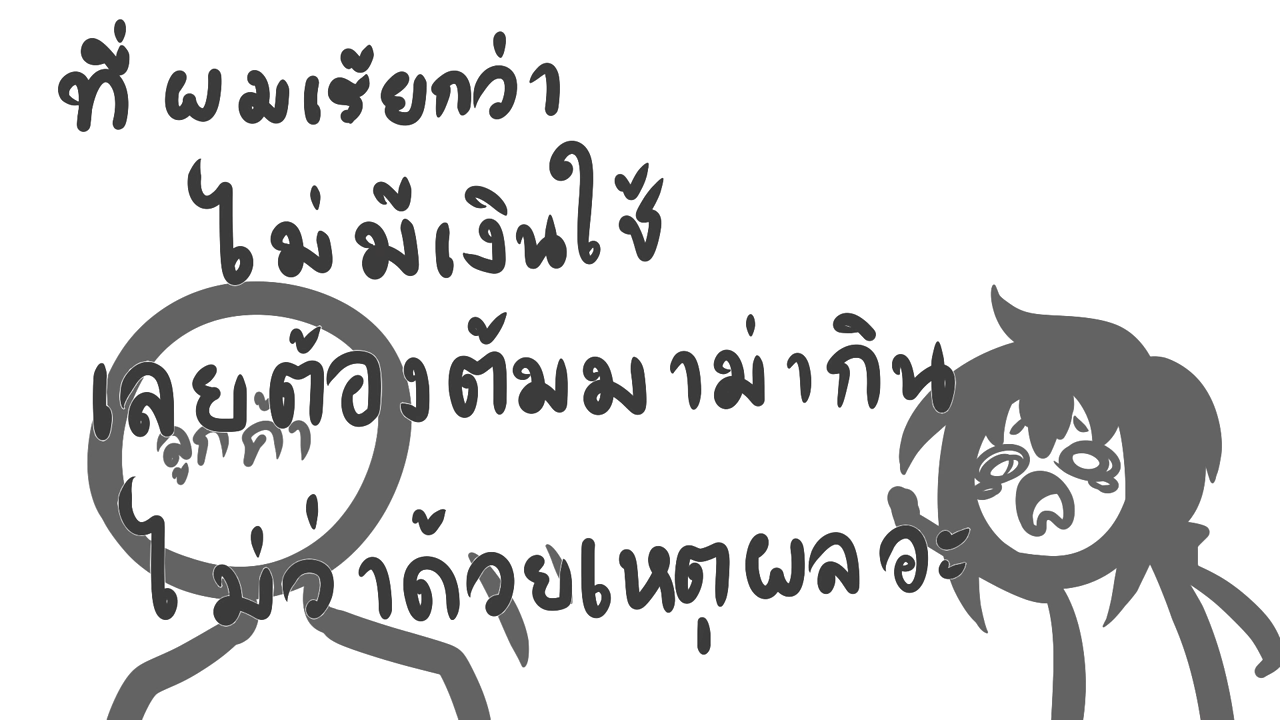 ที่ ผมเรียกว่า
ไม่มีเงินใช้
เลยต้องต้มมาม่ากิน
ลูกค้า
ไม่ว่าด้วยเหตุผลอะ